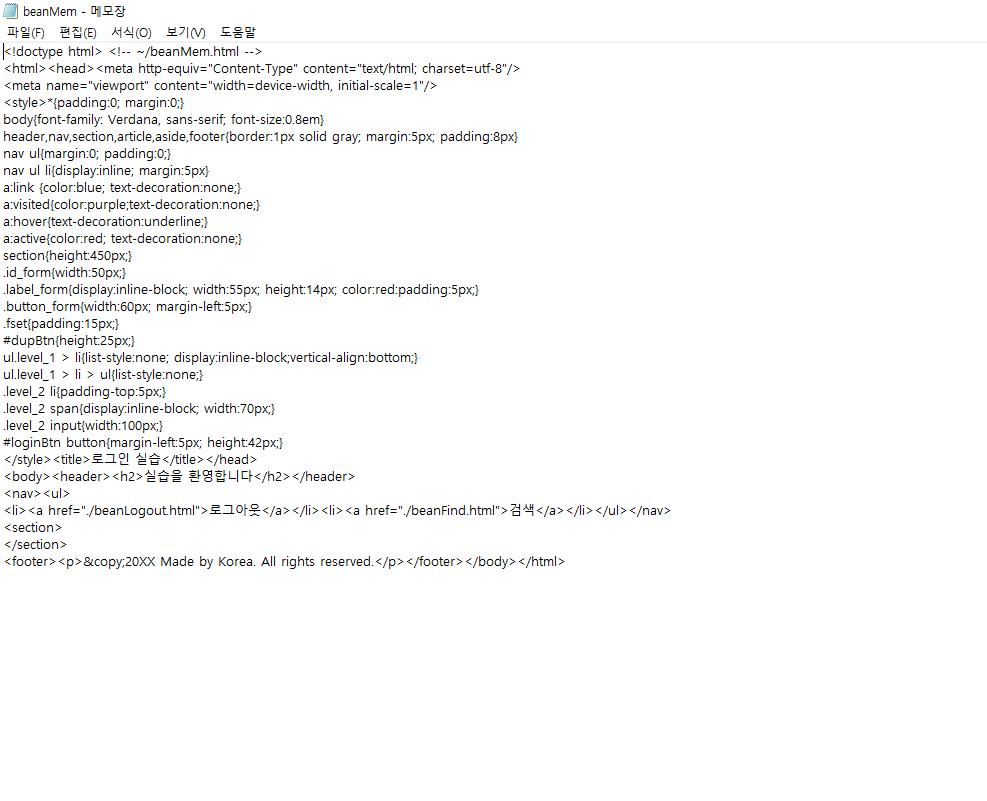 beanMem - 메모장
파일(F) 편집(E) 서식(O) 보기(V) 도움말
<!doctype html> <!-- ~/beanMem.html -->
<html><head><meta http-equiv="Content-Type" content="text/html; charset=utf-8"/>
<meta name="viewport" content="width=device-width, initial-scale=1"/>
<style>*{padding:0; margin:0;}
body{font-family: Verdana, sans-serif; font-size:0.8em}
header,nav,section,article,aside,footer{border:1px solid gray; margin:5px; padding:8px}
nav ul{margin:0; padding:0;}
nav ul li{display:inline; margin:5px}
a:link {color:blue; text-decoration:none;}
a:visited{color:purple;text-decoration:none;}
a:hover{text-decoration:underline;}
a:active{color:red; text-decoration:none;}
section{height:450px;}
.id_form{width:50px;}
.label_form{display:inline-block; width:55px; height:14px; color:red:padding:5px;}
.button_form{width:60px; margin-left:5px;}
.fset{padding:15px;}
#dupBtn{height:25px;}
ul.level_1 > li{list-style:none; display:inline-block;vertical-align:bottom;}
ul.level_1 > li > ul{list-style:none;}
.level_2 li{padding-top:5px;}
.level_2 span{display:inline-block; width:70px;}
.level_2 input{width:100px;}
#loginBtn button{margin-left:5px; height:42px;}
</style><title>로그인 실습</title></head>
<body><header><h2>실습을 환영합니다</h2></header>
<nav><ul>
<li><a href="./beanLogout.html">로그아웃</a></li><li><a href="./beanFind.html">검색</a></li></ul></nav>
<section>
</section>
<footer><p>&copy;20XX Made by Korea. All rights reserved.</p></footer></body></html>